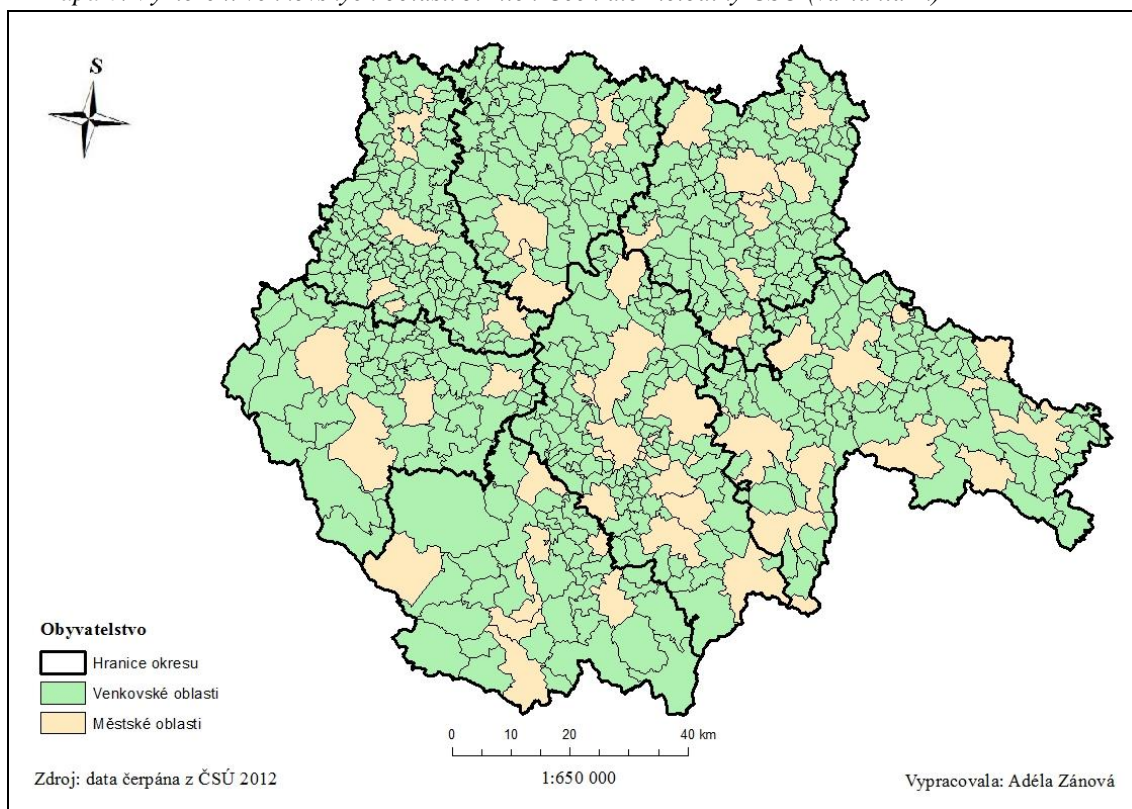 S
Obyvatelstvo
Hranice okresu
Venkovské oblasti
Městské oblasti
0 10 20 40 km
1:650 000
Zdroj: data čerpána z ČSÚ 2012
Vypracovala: Adéla Zánová